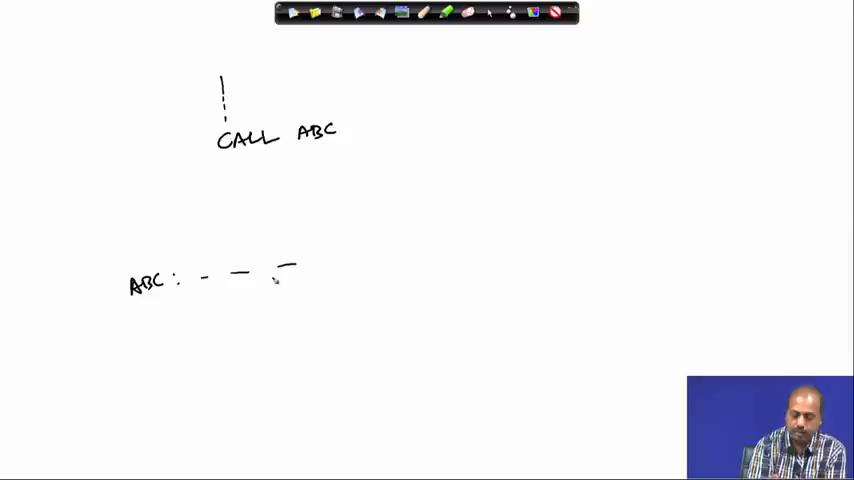 CALL ABC
ABC : - — —